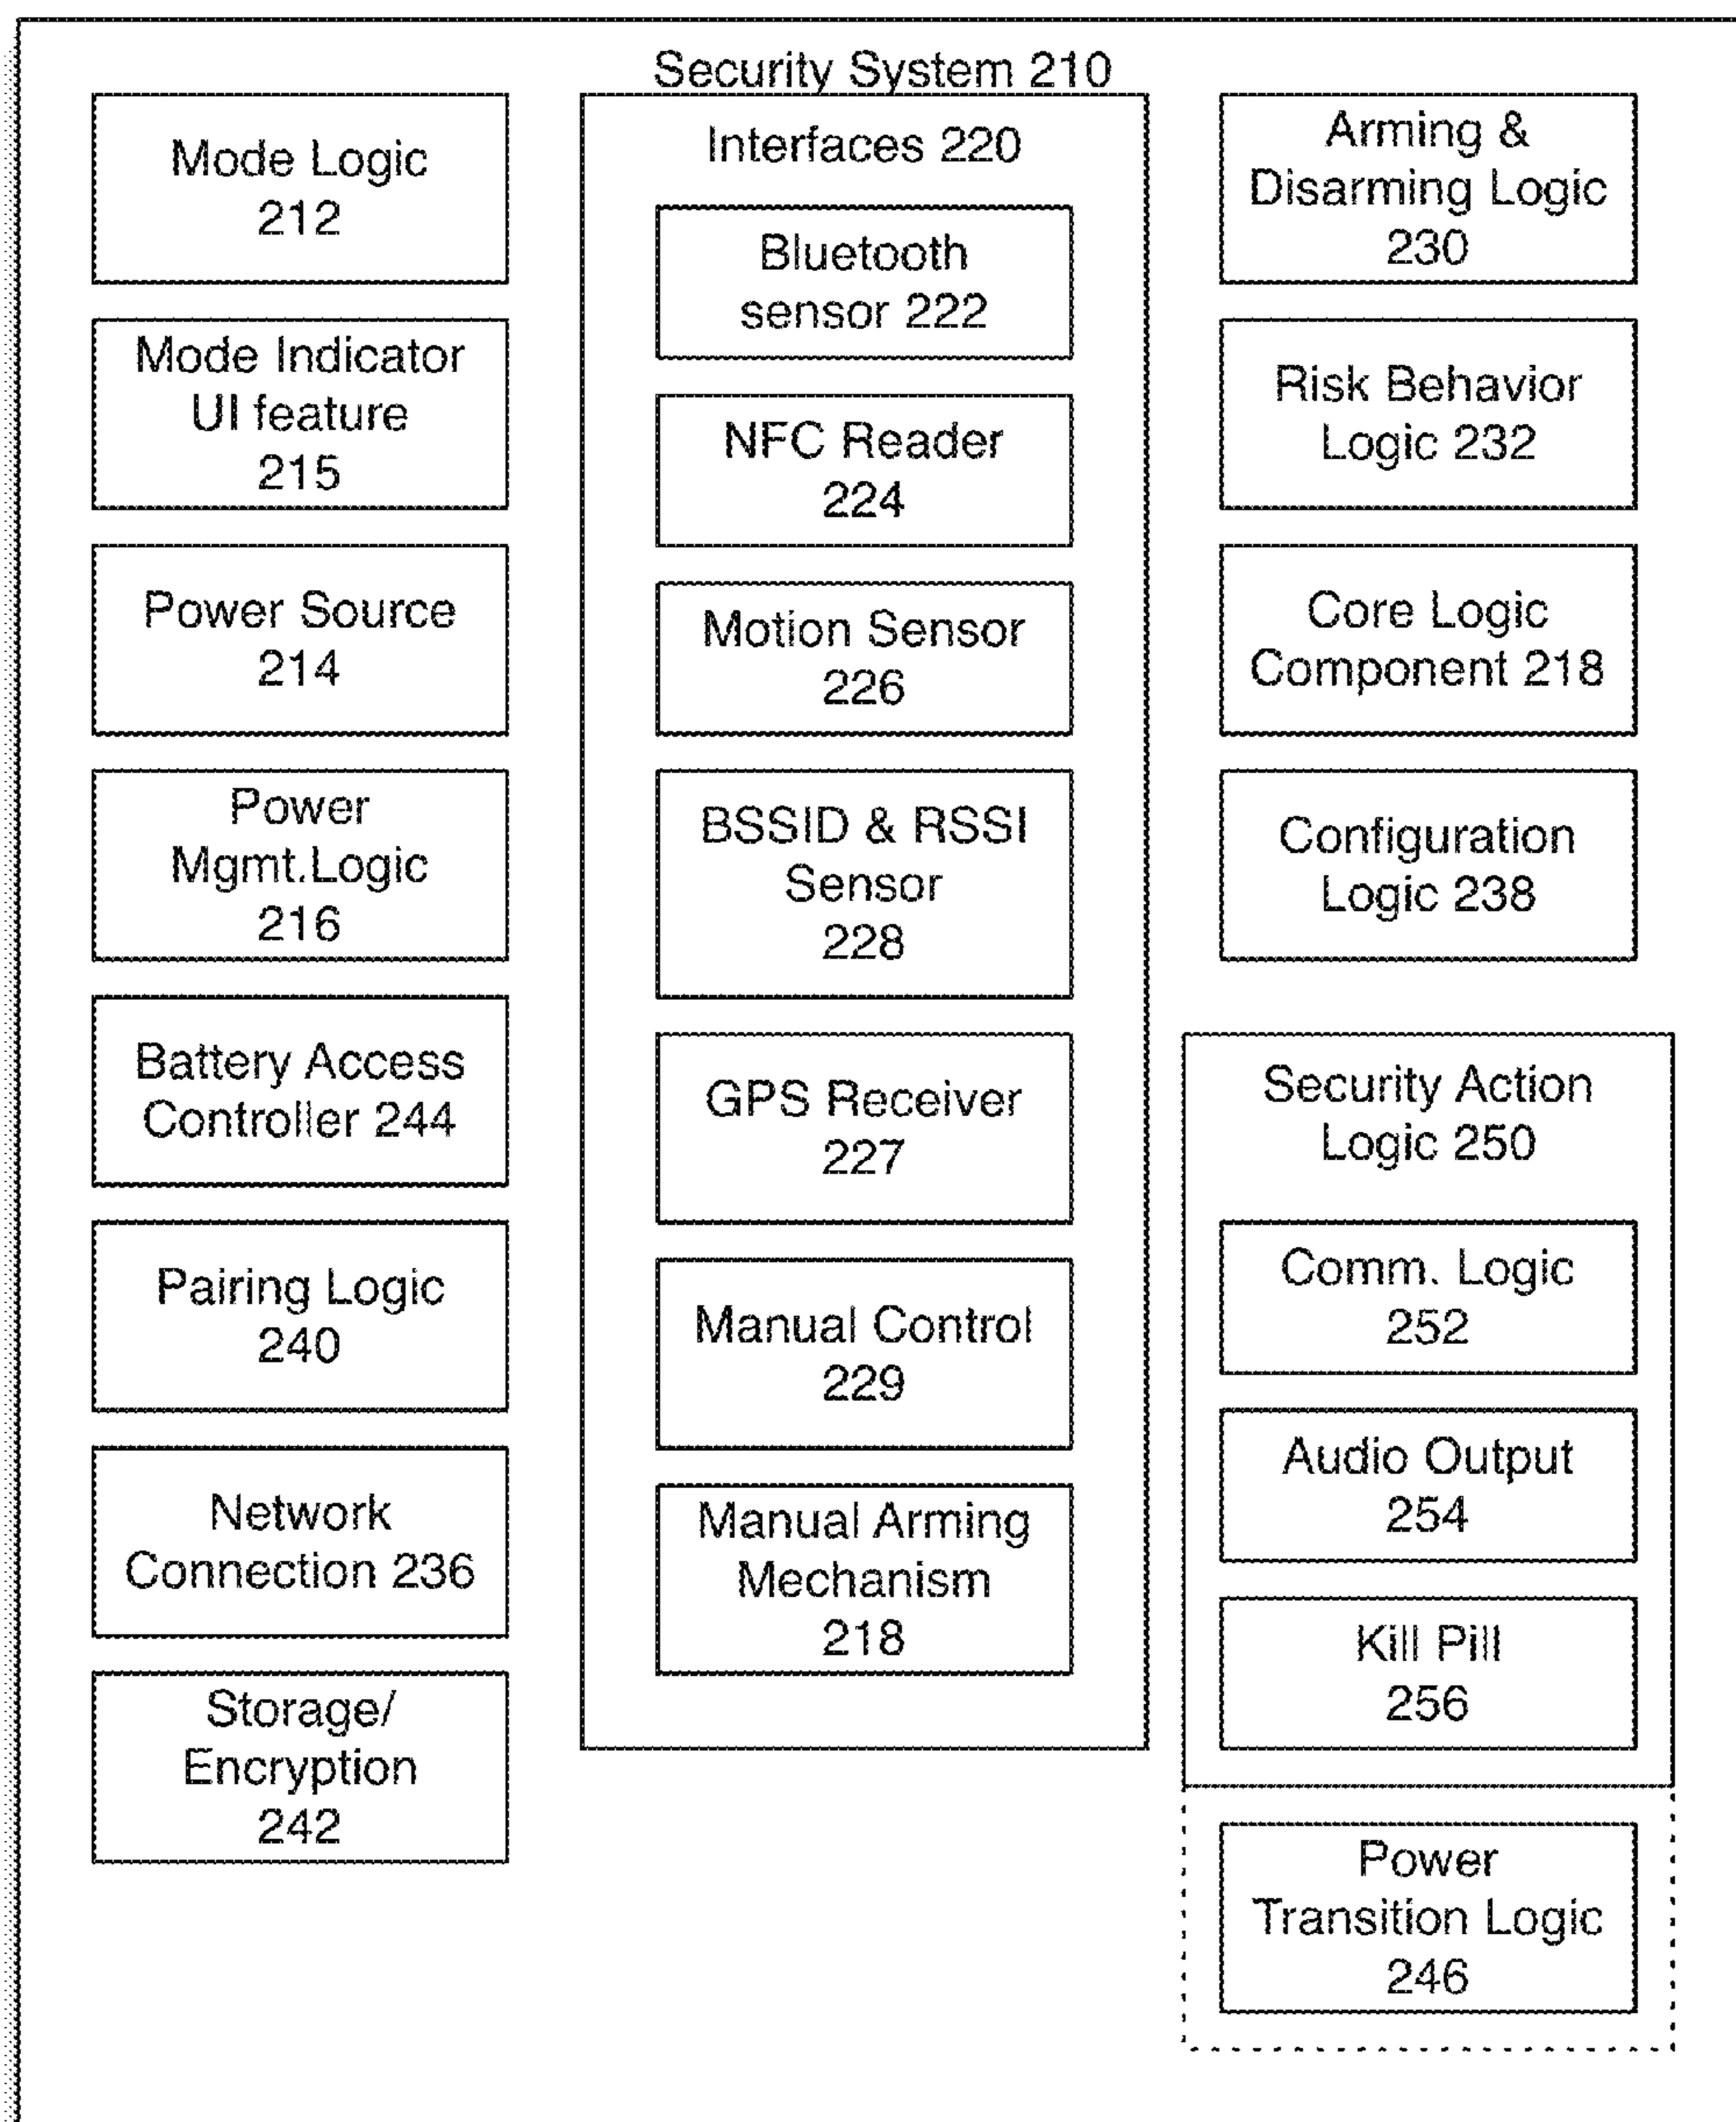 Security System 210
Mode Logic
212
Mode Indicator
UI feature
215
Power Source
214
Power
Mgmt.Logic
216
Battery Access
Controller 244
Pairing Logic
240
Network
Connection 236
Storage/
Encryption
242
Interfaces 220
Bluetooth
sensor 222
NFC Reader
224
Motion Sensor
226
BSSID & RSSI
Sensor
228
GPS Receiver
227
Manual Control
229
Manual Arming
Mechanism
218
Arming &
Disarming Logic
230
Risk Behavior
Logic 232
Core Logic
Component 218
Configuration
Logic 238
Security Action
Logic 250
Comm. Logic
252
Audio Output
254
Kill Pill
256
Power
Transition Logic
246